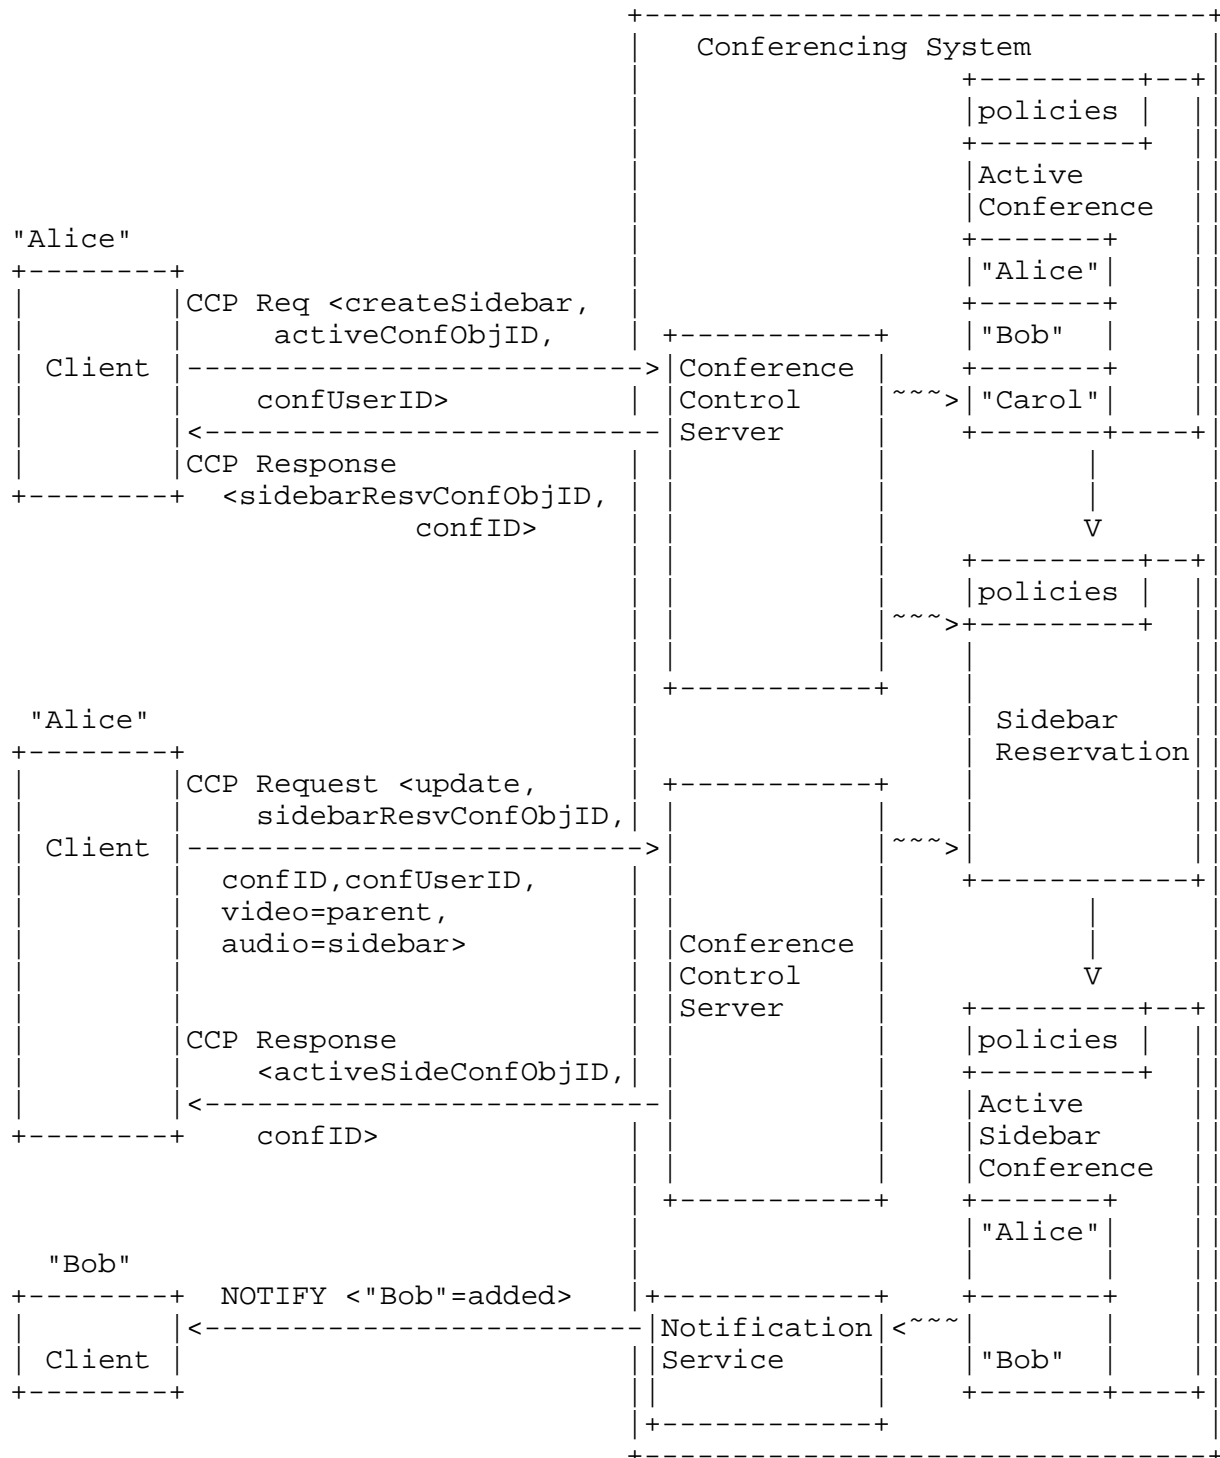 Conferencing System
policies
Active
Conference
"Alice"
"Alice"
CCP Req <createSidebar,
activeConfObjID,
"Bob"
Client
Conference
confUserID>
Control
"Carol"
Server
CCP Response
<sidebarResvConfObjID,
confID>
V
policies
"Alice"
Sidebar
Reservation
CCP Request <update,
sidebarResvConfObjID,
Client
confID,confUserID,
video=parent,
audio=sidebar>
Conference
Control
V
Server
CCP Response
policies
<activeSideConfObjID,
Active
confID>
Sidebar
Conference
"Alice"
"Bob"
NOTIFY <"Bob"=added>
Notification
Client
Service
"Bob"